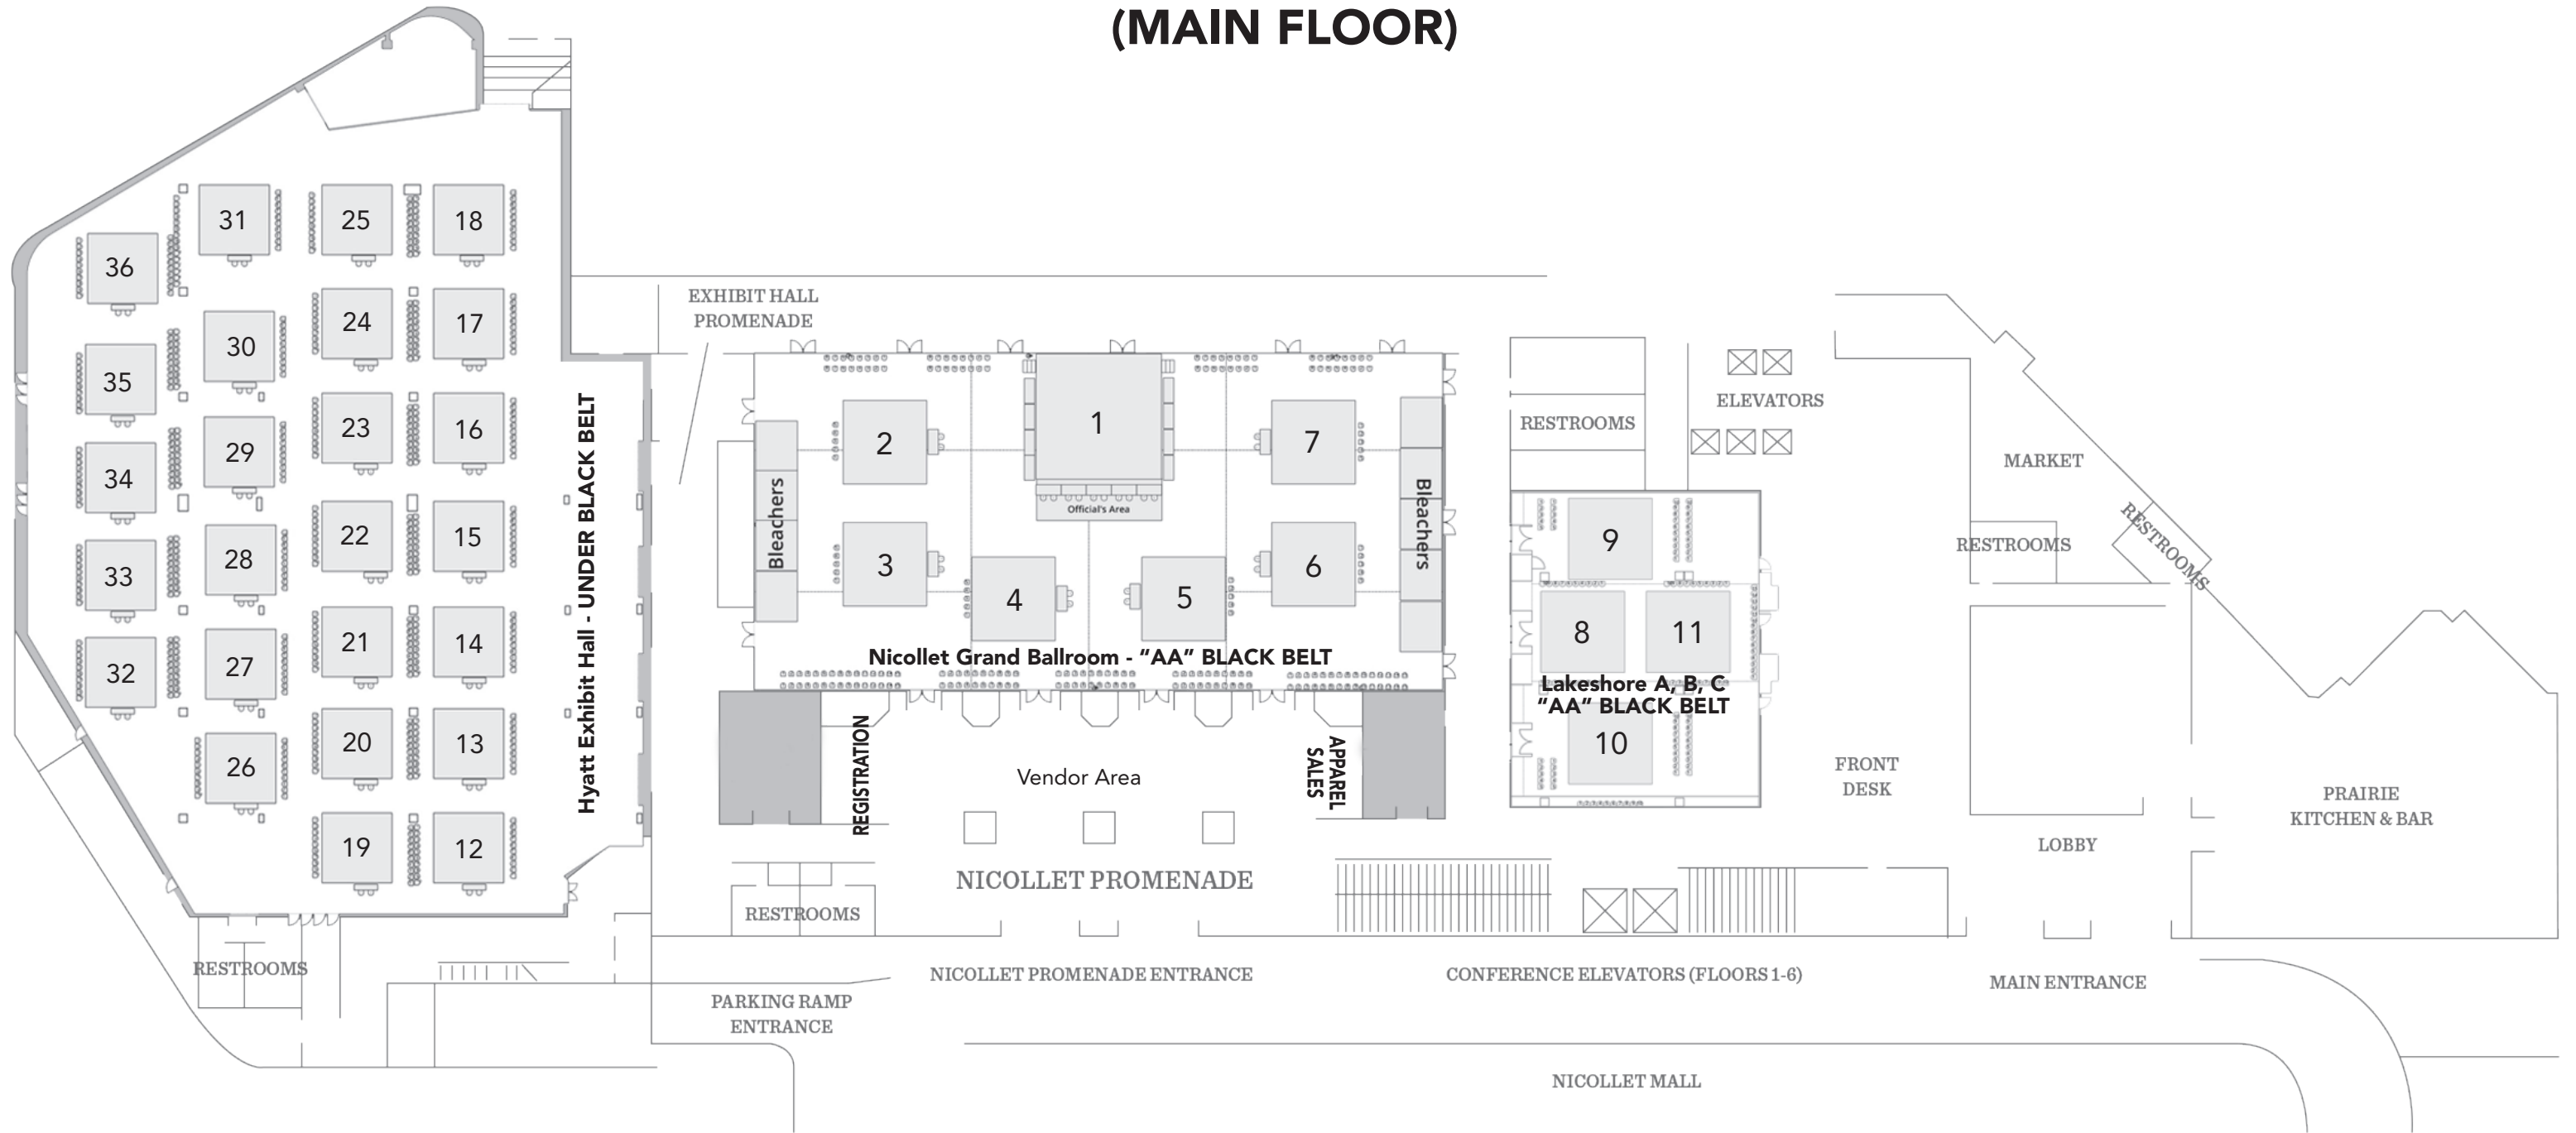 (MAIN FLOOR)
31
25
18
36
30
24
17
35
29
23
16
34
28
22
15
33
27
21
14
32
26
20
13
19
12
Hyatt Exhibit Hall - UNDER BLACK BELT
RESTROOMS
EXHIBIT HALL
PROMENADE
1
Official's Area
2
7
3
6
4
5
Bleachers
Bleachers
Nicollet Grand Ballroom - “AA” BLACK BELT
REGISTRATION
Vendor Area
APPAREL
SALES
NICOLLET PROMENADE
RESTROOMS
NICOLLET PROMENADE ENTRANCE
PARKING RAMP
ENTRANCE
RESTROOMS
ELEVATORS
9
8
11
Lakeshore A, B, C
“AA” BLACK BELT
10
CONFERENCE ELEVATORS (FLOORS 1-6)
FRONT
DESK
MARKET
RESTROOMS
RESTROOMS
LOBBY
PRAIRIE
KITCHEN & BAR
MAIN ENTRANCE
NICOLLET MALL